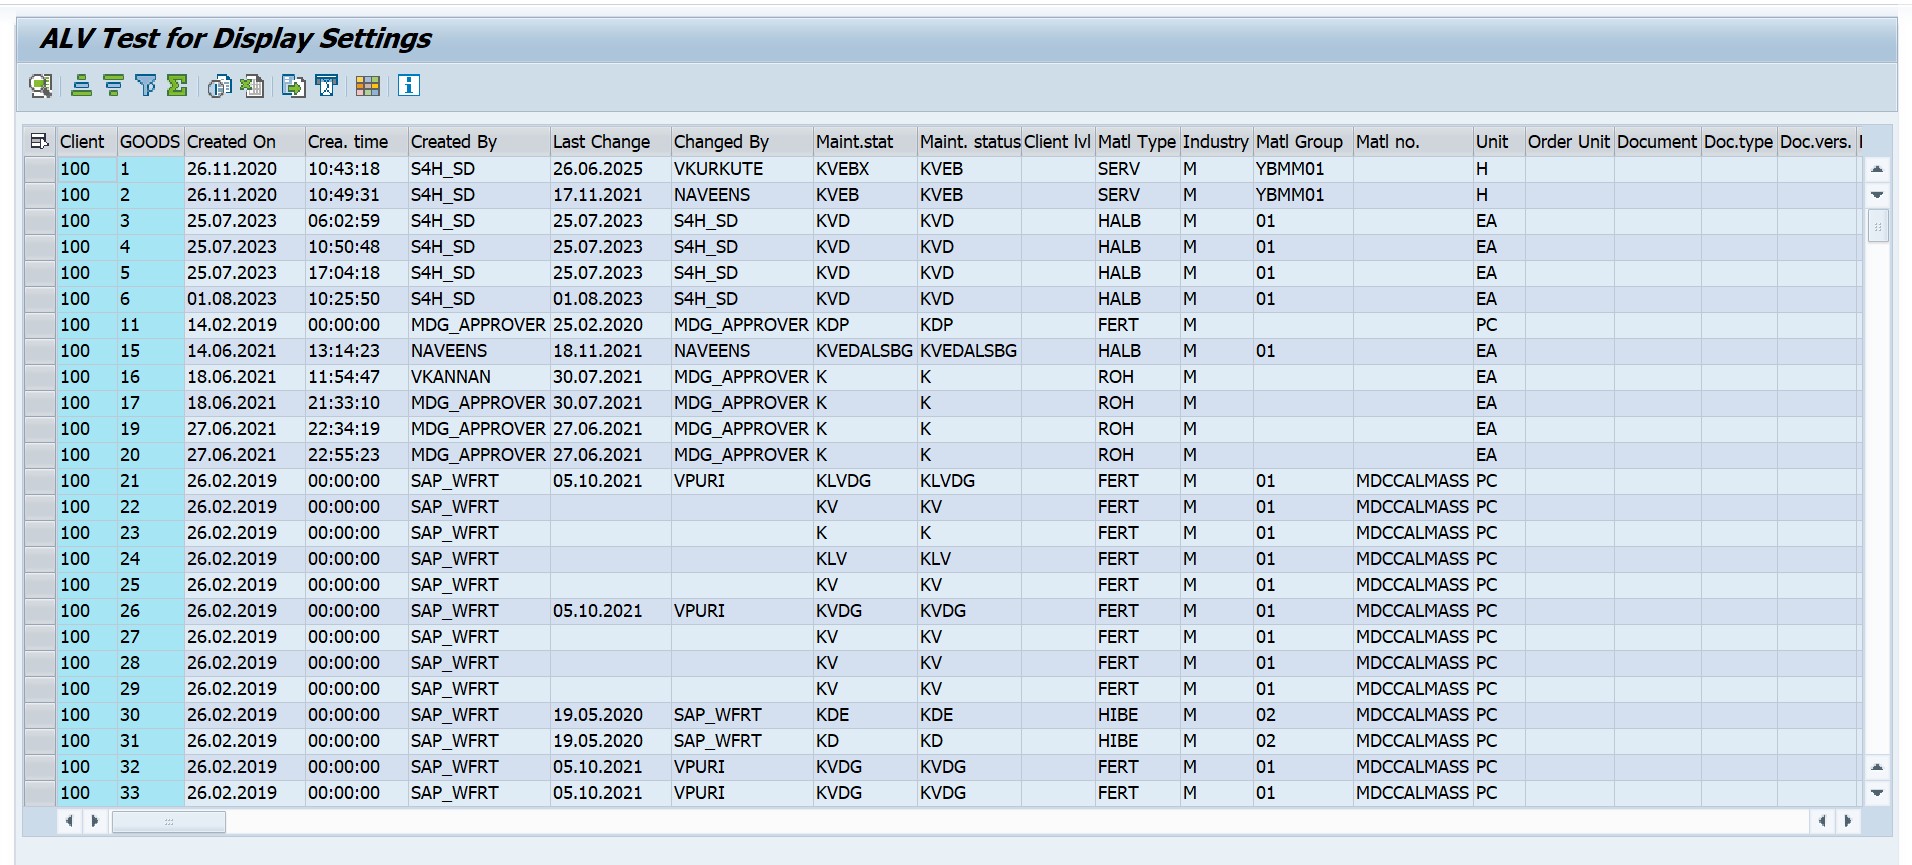 ALV Test for Display Settings
Client GOODS Created On Crea. time Created By Last Change Changed By Maint.stat Maint. status Client lvl Matl Type Industry Matl Group Matl no. Unit Order Unit Document Doc.type Doc.vers.
100 1 26.11.2020 10:43:18 S4H_SD 26.06.2025 VKURKUTE KVEBX KVEB SERV M YBMM01 H
100 2 26.11.2020 10:49:31 S4H_SD 17.11.2021 NAVEENS KVEB KVEB SERV M YBMM01 H
100 3 25.07.2023 06:02:59 S4H_SD 25.07.2023 S4H_SD KVD KVD HALB M 01 EA
100 4 25.07.2023 10:50:48 S4H_SD 25.07.2023 S4H_SD KVD KVD HALB M 01 EA
100 5 25.07.2023 17:04:18 S4H_SD 25.07.2023 S4H_SD KVD KVD HALB M 01 EA
100 6 01.08.2023 10:25:50 S4H_SD 01.08.2023 S4H_SD KVD KVD HALB M 01 EA
100 11 14.02.2019 00:00:00 MDG_APPROVER 25.02.2020 MDG_APPROVER KDP KDP FERT M PC
100 15 14.06.2021 13:14:23 NAVEENS 18.11.2021 NAVEENS KVEDALSBG KVEDALSBG HALB M 01 EA
100 16 18.06.2021 11:54:47 VKANNAN 30.07.2021 MDG_APPROVER K K ROH M EA
100 17 18.06.2021 21:33:10 MDG_APPROVER 30.07.2021 MDG_APPROVER K K ROH M EA
100 19 27.06.2021 22:34:19 MDG_APPROVER 27.06.2021 MDG_APPROVER K K ROH M EA
100 20 27.06.2021 22:55:23 MDG_APPROVER 27.06.2021 MDG_APPROVER K K ROH M EA
100 21 26.02.2019 00:00:00 SAP_WFRT 05.10.2021 VPURI KLVDG KLVDG FERT M 01 MDCCALMASS PC
100 22 26.02.2019 00:00:00 SAP_WFRT KV KV FERT M 01 MDCCALMASS PC
100 23 26.02.2019 00:00:00 SAP_WFRT K K FERT M 01 MDCCALMASS PC
100 24 26.02.2019 00:00:00 SAP_WFRT KLV KLV FERT M 01 MDCCALMASS PC
100 25 26.02.2019 00:00:00 SAP_WFRT KV KV FERT M 01 MDCCALMASS PC
100 26 26.02.2019 00:00:00 SAP_WFRT 05.10.2021 VPURI KVDG KVDG FERT M 01 MDCCALMASS PC
100 27 26.02.2019 00:00:00 SAP_WFRT KV KV FERT M 01 MDCCALMASS PC
100 28 26.02.2019 00:00:00 SAP_WFRT KV KV FERT M 01 MDCCALMASS PC
100 29 26.02.2019 00:00:00 SAP_WFRT KV KV FERT M 01 MDCCALMASS PC
100 30 26.02.2019 00:00:00 SAP_WFRT 19.05.2020 SAP_WFRT KDE KDE HIBE M 02 MDCCALMASS PC
100 31 26.02.2019 00:00:00 SAP_WFRT 19.05.2020 SAP_WFRT KD KD HIBE M 02 MDCCALMASS PC
100 32 26.02.2019 00:00:00 SAP_WFRT 05.10.2021 VPURI KVDG KVDG FERT M 01 MDCCALMASS PC
100 33 26.02.2019 00:00:00 SAP_WFRT 05.10.2021 VPURI KVDG KVDG FERT M 01 MDCCALMASS PC